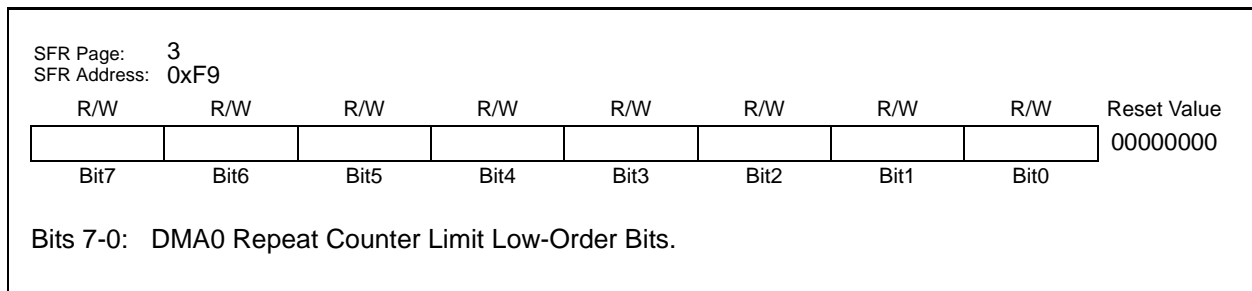 SFR Page: 3
SFR Address: 0xF9
R/W R/W R/W R/W R/W R/W R/W R/W Reset Value
00000000
Bit7 Bit6 Bit5 Bit4 Bit3 Bit2 Bit1 Bit0
Bits 7-0: DMA0 Repeat Counter Limit Low-Order Bits.